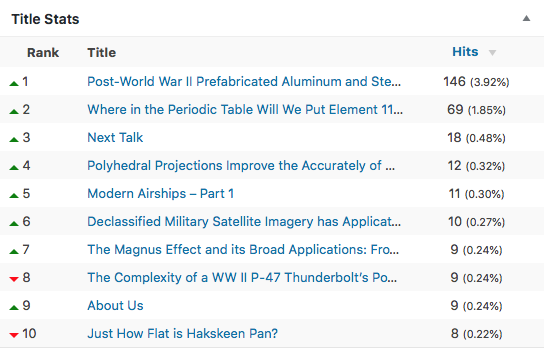 Title Stats
Rank Title Hits
1 Post-World War II Prefabricated Aluminum and Ste... 146 (3.92%)
2 Where in the Periodic Table Will We Put Element 11... 69 (1.85%)
3 Next Talk 18 (0.48%)
4 Polyhedral Projections Improve the Accurately of ... 12 (0.32%)
5 Modern Airships – Part 1 11 (0.30%)
6 Declassified Military Satellite Imagery has Applicat... 10 (0.27%)
7 The Magnus Effect and its Broad Applications: Fro... 9 (0.24%)
8 The Complexity of a WW II P-47 Thunderbolt’s Po... 9 (0.24%)
9 About Us 9 (0.24%)
10 Just How Flat is Hakskeen Pan? 8 (0.22%)